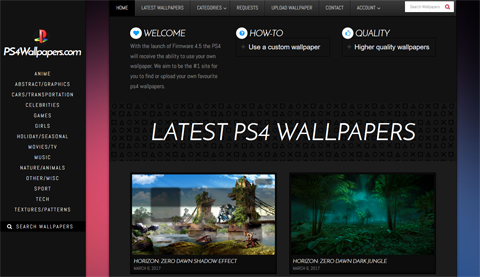 PS4Wallpapers.com
ANIME
ABSTRACT/GRAPHICS
CARS/TRANSPORTATION
CELEBRITIES
GAMES
GIRLS
HOLIDAY/SEASONAL
MOVIES/TV
MUSIC
NATURE/ANIMALS
OTHER/MISC
SPORT
TECH
TEXTURES/PATTERNS
SEARCH WALLPAPERS
HOME LATEST WALLPAPERS CATEGORIES REQUESTS UPLOAD WALLPAPER CONTACT ACCOUNT Search Wallpapers
WELCOME
With the launch of Firmware 4.5 the PS4
will receive the ability to use your own
wallpaper. We aim to be the #1 site for
you to find or upload your own favourite
ps4 wallpapers.
HOW-TO
Use a custom wallpaper
QUALITY
Higher quality wallpapers
LATEST PS4 WALLPAPERS
HORIZON: ZERO DAWN SHADOW EFFECT
MARCH 8, 2017
HORIZON: ZERO DAWN DARK JUNGLE
MARCH 8, 2017